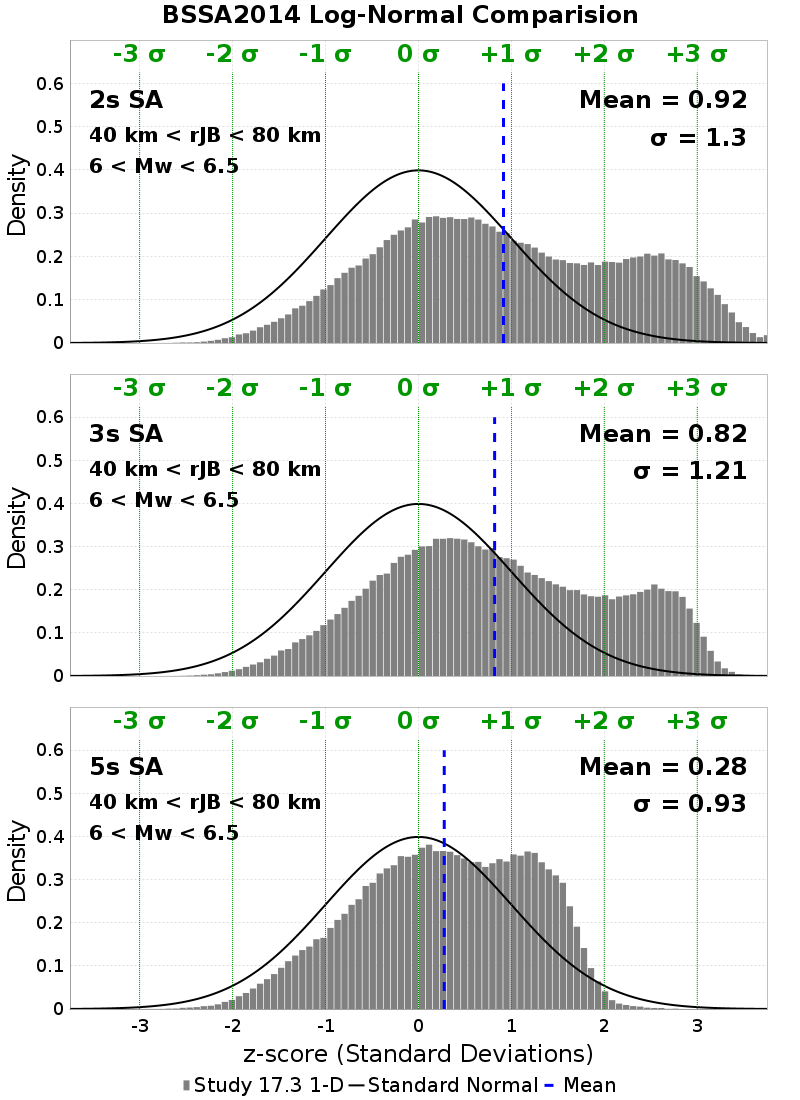 BSSA2014 Log-Normal Comparision
-3 σ -2 σ -1 σ 0 σ +1 σ +2 σ +3 σ
0.6
2s SA
Mean = 0.92
0.5
40 km < rJB < 80 km
σ = 1.3
6 < Mw < 6.5
0.4
0.3
0.2
0.1
0
Density
-3 σ -2 σ -1 σ 0 σ +1 σ +2 σ +3 σ
0.6
3s SA
Mean = 0.82
0.5
40 km < rJB < 80 km
σ = 1.21
6 < Mw < 6.5
0.4
0.3
0.2
0.1
0
Density
-3 σ -2 σ -1 σ 0 σ +1 σ +2 σ +3 σ
0.6
5s SA
Mean = 0.28
0.5
40 km < rJB < 80 km
σ = 0.93
6 < Mw < 6.5
0.4
0.3
0.2
0.1
0
Density
-3 -2 -1 0 1 2 3
z-score (Standard Deviations)
Study 17.3 1-D Standard Normal Mean